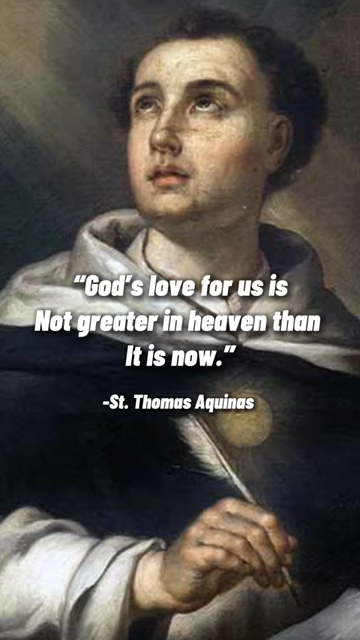 “God’s love for us is
Not greater in heaven than
It is now.”
-St. Thomas Aquinas